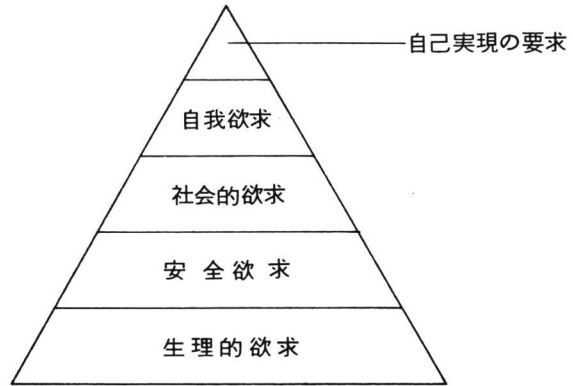 自己実現の要求
自我欲求
社会的欲求
安全欲求
生理的欲求